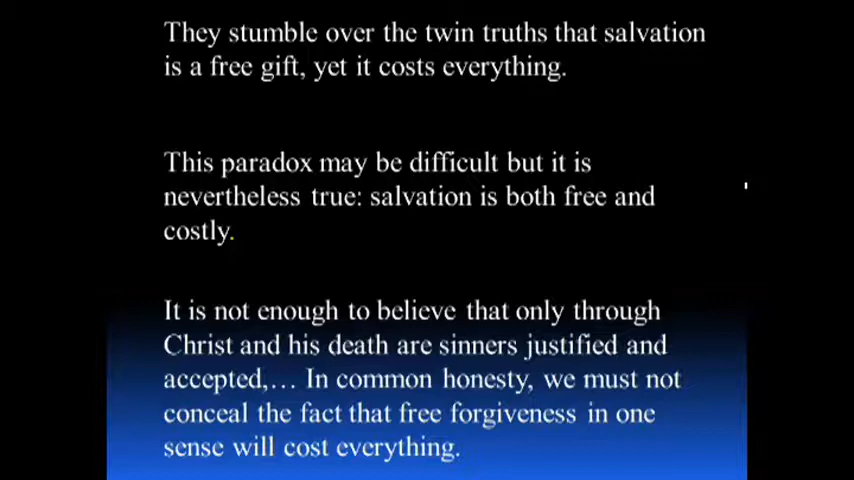 They stumble over the twin truths that salvation
is a free gift, yet it costs everything.
This paradox may be difficult but it is
nevertheless true: salvation is both free and
costly.
It is not enough to believe that only through
Christ and his death are sinners justified and
accepted,… In common honesty, we must not
conceal the fact that free forgiveness in one
sense will cost everything.